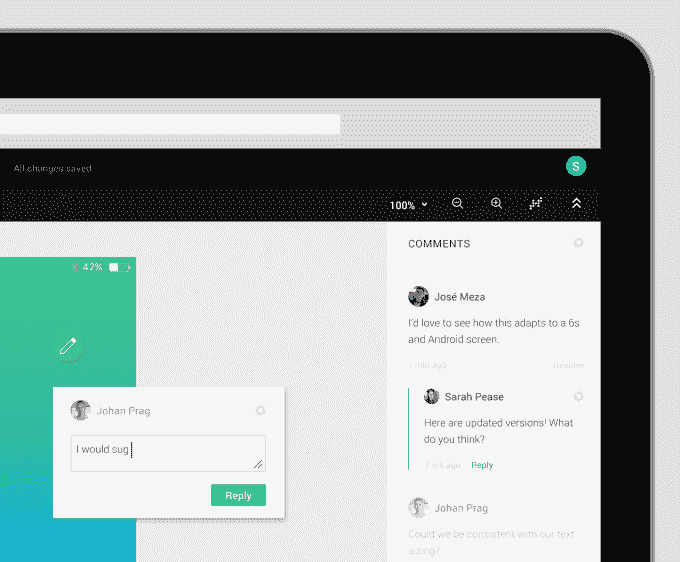 All changes saved
S
100%
COMMENTS
42%
José Meza
I'd love to see how this adapts to a 6s
and Android screen.
1 min ago Resolve
Sarah Pease
Here are updated versions! What
do you think?
2 hrs ago Reply
Johan Prag
I would sug
Reply
Johan Prag
Could we be consistent with our text
sizing?